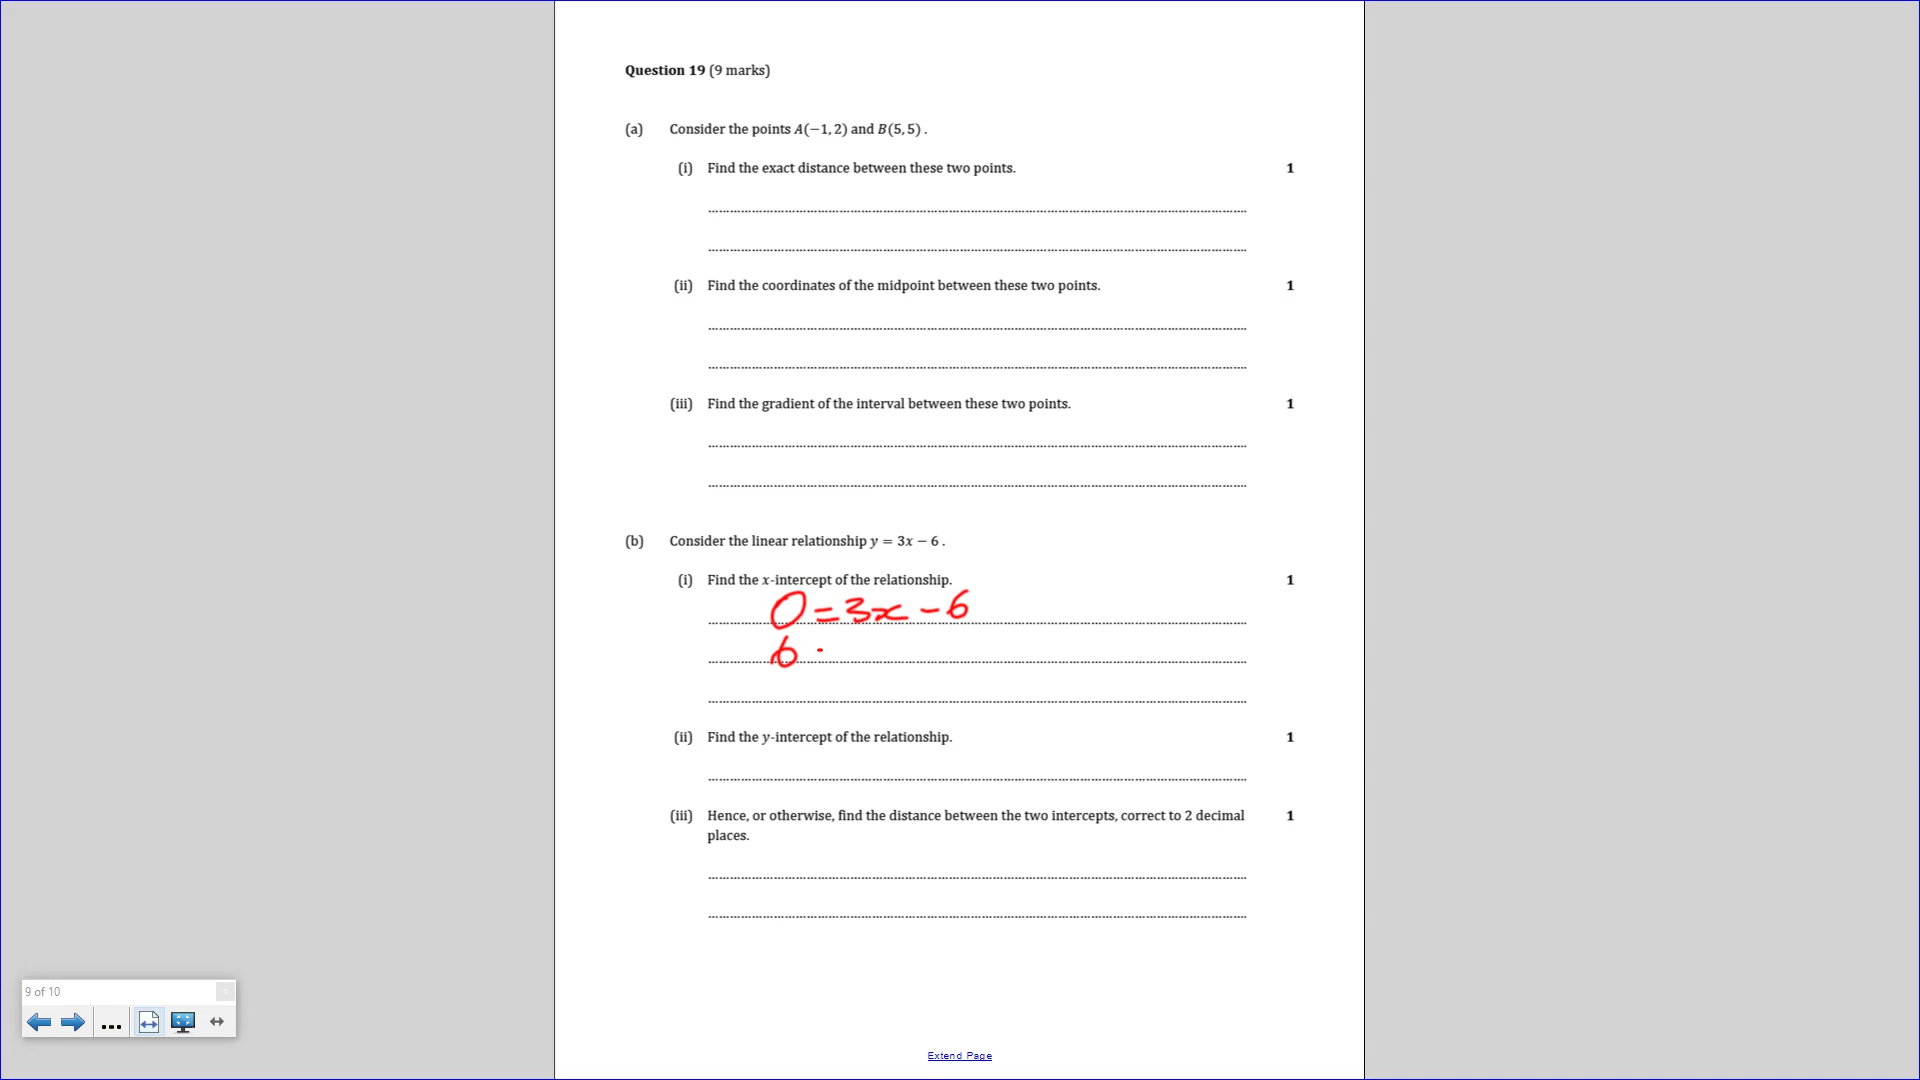 Question 19 (9 marks)
(a) Consider the points A(−1, 2) and B(5, 5) .
(i) Find the exact distance between these two points. 1
(ii) Find the coordinates of the midpoint between these two points. 1
(iii) Find the gradient of the interval between these two points. 1
(b) Consider the linear relationship y = 3x − 6 .
(i) Find the x-intercept of the relationship. 1
0 = 3x − 6
6
(ii) Find the y-intercept of the relationship. 1
(iii) Hence, or otherwise, find the distance between the two intercepts, correct to 2 decimal 1
places.
9 of 10
...
Extend Page